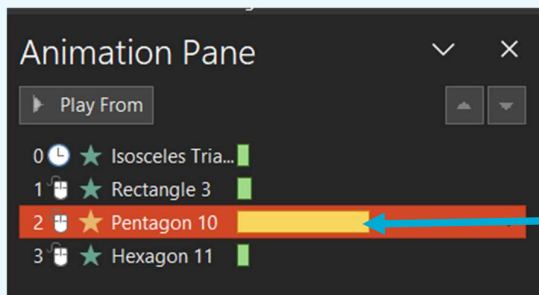 Animation Pane
Play From
0 Isosceles Tria...
1 Rectangle 3
2 Pentagon 10
3 Hexagon 11